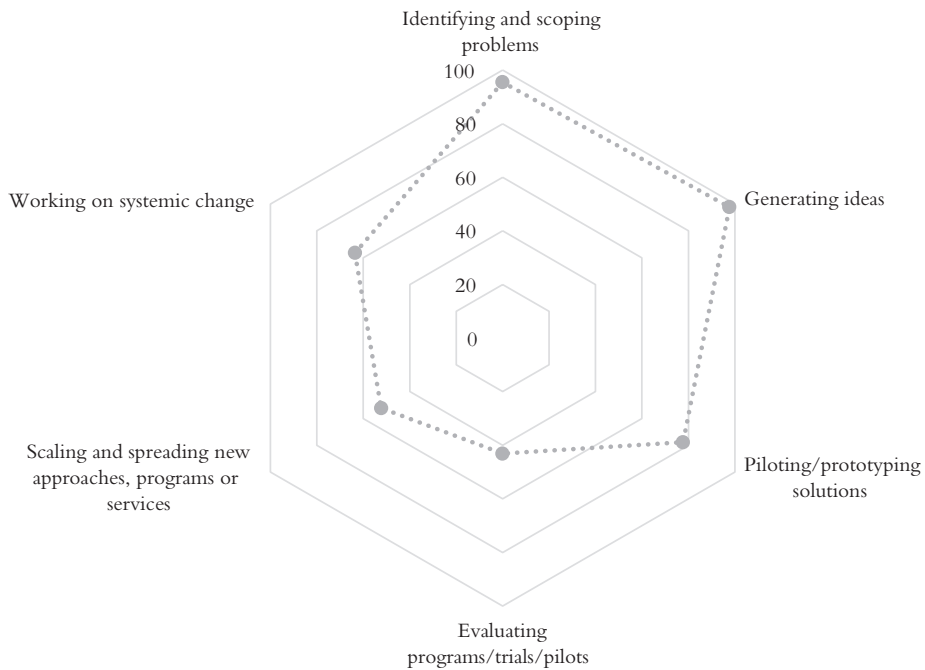 Identifying and scoping
problems
100
80
60
40
20
0
Generating ideas
Piloting/prototyping
solutions
Evaluating
programs/trials/pilots
Scaling and spreading new
approaches, programs or
services
Working on systemic change